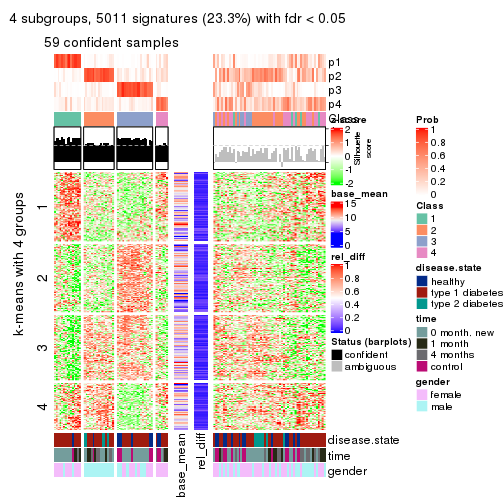 4 subgroups, 5011 signatures (23.3%) with fdr < 0.05
59 confident samples
p1
p2
p3
p4
Class
Silhouette
score
z-score
2
1
0
-1
-2
base_mean
15
10
5
0
rel_diff
1
0.8
0.6
0.4
0.2
0
Status (barplots)
confident
ambiguous
Prob
1
0.8
0.6
0.4
0.2
0
Class
1
2
3
4
disease.state
healthy
type 1 diabetes
type 2 diabetes
time
0 month. new
1 month
4 months
control
gender
female
male
k-means with 4 groups
1
2
3
4
disease.state
time
gender
base_mean
rel_diff